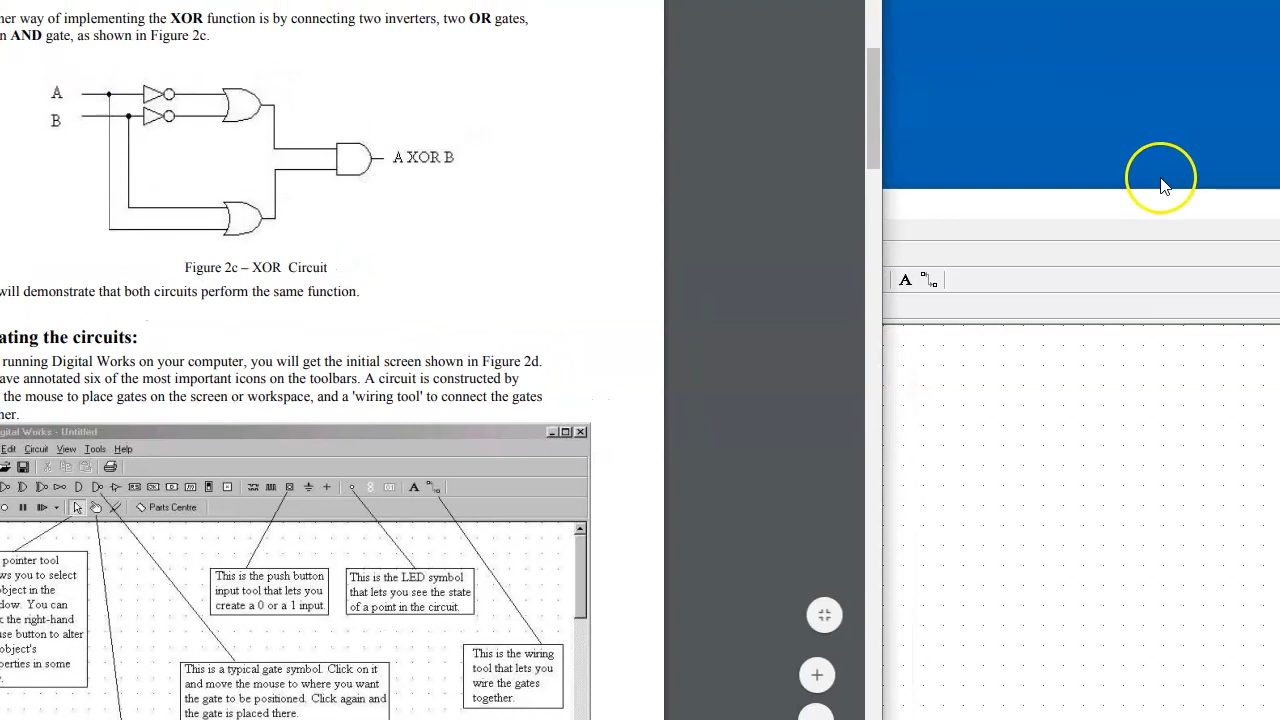 her way of implementing the XOR function is by connecting two inverters, two OR gates,
n AND gate, as shown in Figure 2c.
A
B
A XOR B
Figure 2c – XOR Circuit
will demonstrate that both circuits perform the same function.
ating the circuits:
running Digital Works on your computer, you will get the initial screen shown in Figure 2d.
ave annotated six of the most important icons on the toolbars. A circuit is constructed by
the mouse to place gates on the screen or workspace, and a 'wiring tool' to connect the gates
her.
gital Works - Untitled
Edit Circuit View Tools Help
A
Parts Centre
pointer tool
ws you to select
object in the
dow. You can
k the right-hand
use button to alter
object's
perties in some
This is the push button
input tool that lets you
create a 0 or a 1 input.
This is the LED symbol
that lets you see the state
of a point in the circuit.
This is the wiring
tool that lets you
wire the gates
together.
This is a typical gate symbol. Click on it
and move the mouse to where you want
the gate to be positioned. Click again and
the gate is placed there.
A